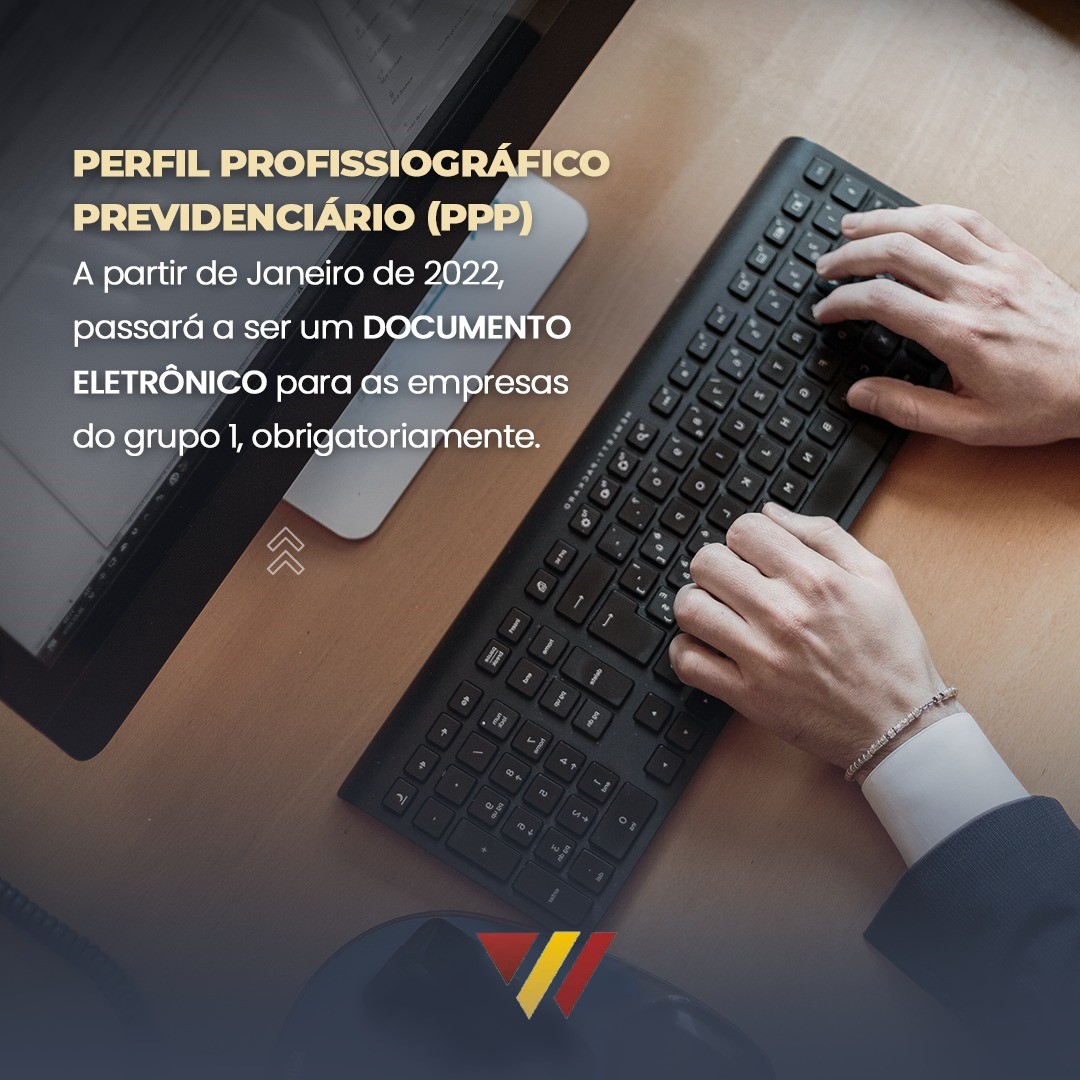 PERFIL PROFISSIOGRÁFICO
PREVIDENCIÁRIO (PPP)
A partir de Janeiro de 2022,
passará a ser um DOCUMENTO
ELETRÔNICO para as empresas
do grupo 1, obrigatoriamente.